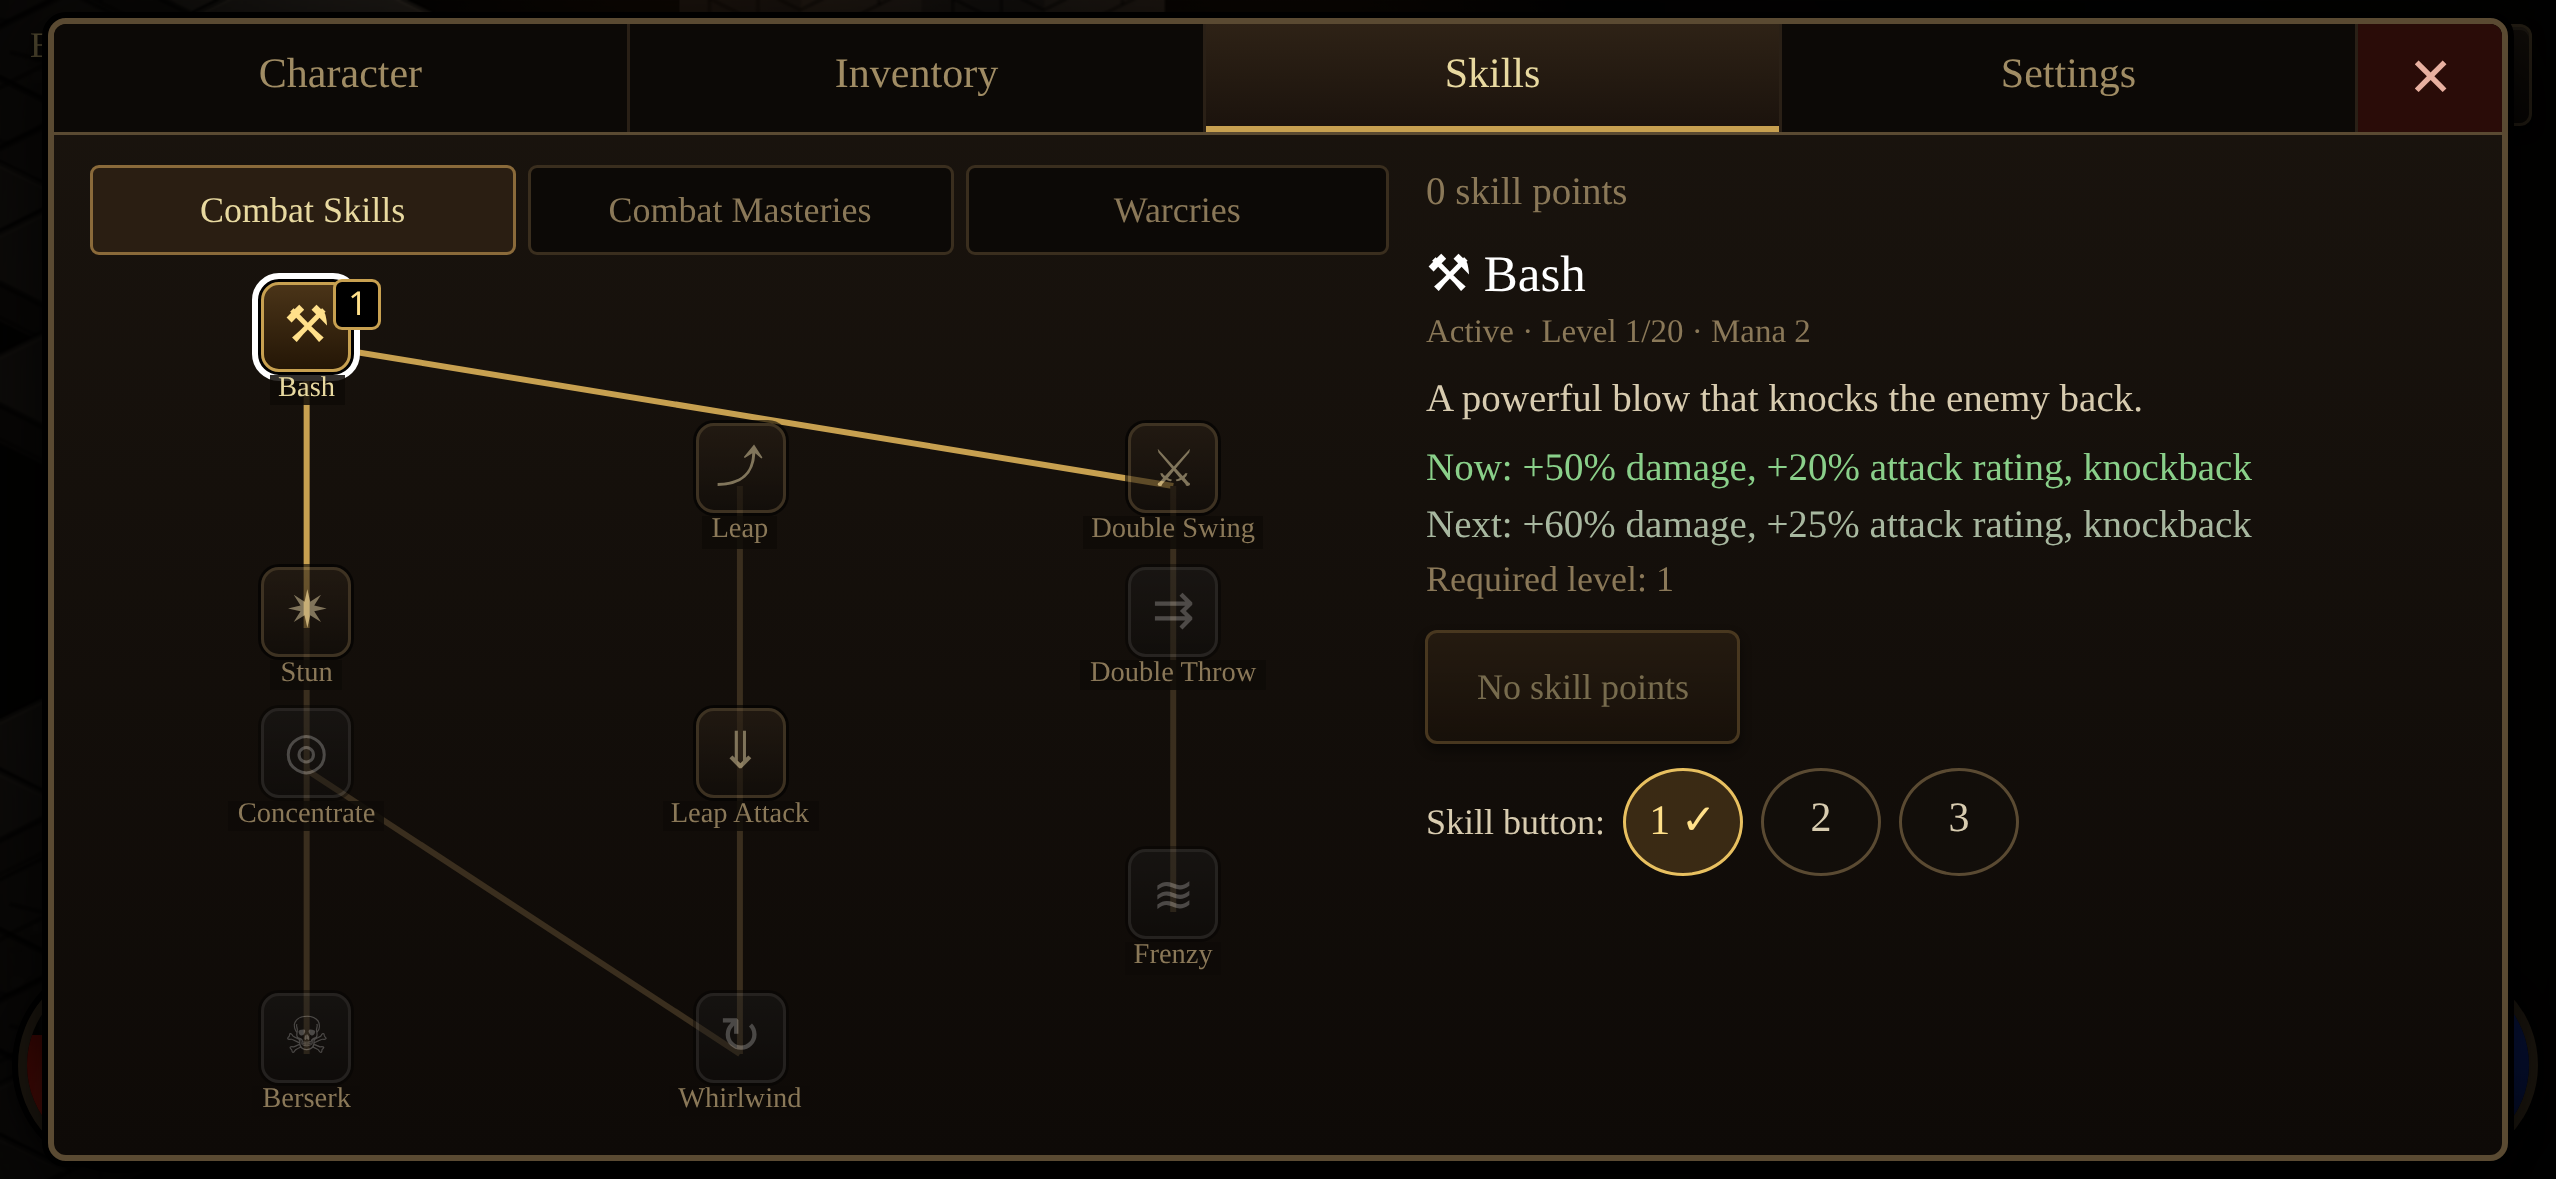 Character
Inventory
Skills
Settings
✕
Combat Skills
Combat Masteries
Warcries
1
Bash
Leap
Double Swing
Stun
Double Throw
Concentrate
Leap Attack
Frenzy
Berserk
Whirlwind
0 skill points
⚒ Bash
Active · Level 1/20 · Mana 2
A powerful blow that knocks the enemy back.
Now: +50% damage, +20% attack rating, knockback
Next: +60% damage, +25% attack rating, knockback
Required level: 1
No skill points
Skill button: 1 ✓ 2 3